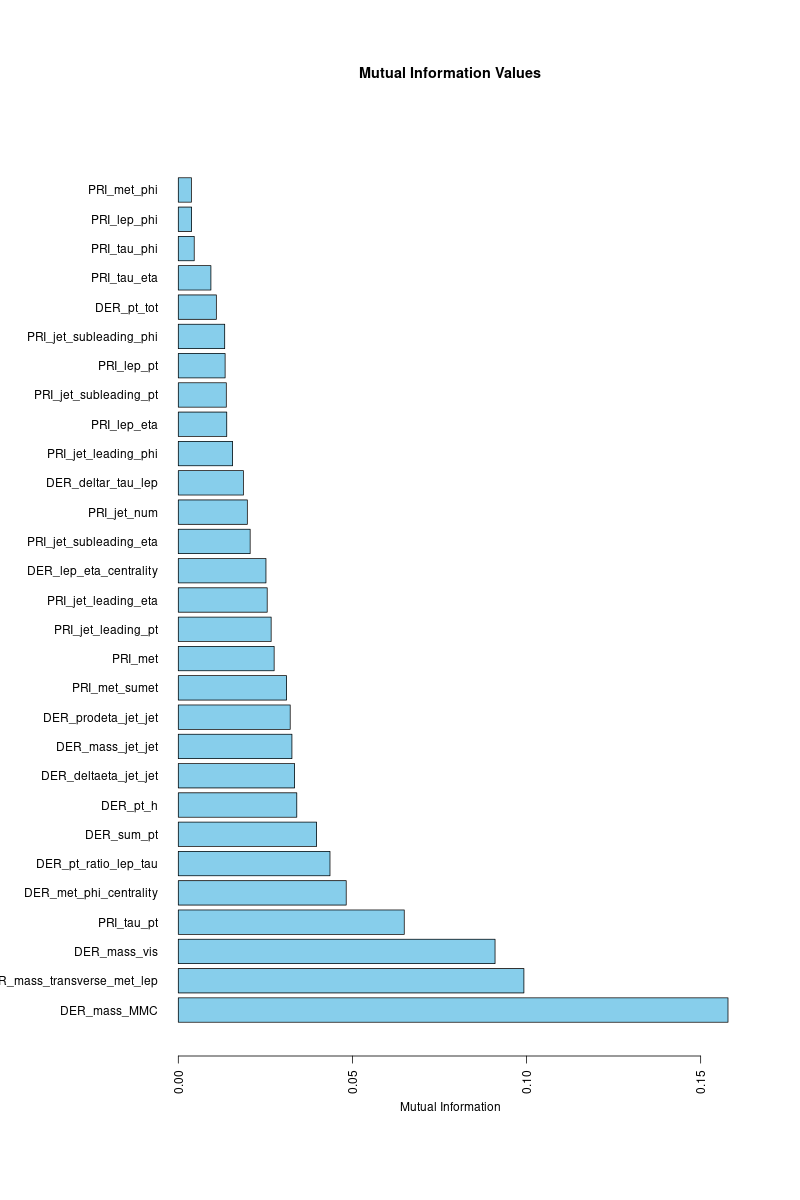 Mutual Information Values
PRI_met_phi
PRI_lep_phi
PRI_tau_phi
PRI_tau_eta
DER_pt_tot
PRI_jet_subleading_phi
PRI_lep_pt
PRI_jet_subleading_pt
PRI_lep_eta
PRI_jet_leading_phi
DER_deltar_tau_lep
PRI_jet_num
PRI_jet_subleading_eta
DER_lep_eta_centrality
PRI_jet_leading_eta
PRI_jet_leading_pt
PRI_met
PRI_met_sumet
DER_prodeta_jet_jet
DER_mass_jet_jet
DER_deltaeta_jet_jet
DER_pt_h
DER_sum_pt
DER_pt_ratio_lep_tau
DER_met_phi_centrality
PRI_tau_pt
DER_mass_vis
R_mass_transverse_met_lep
DER_mass_MMC
0.00 0.05 0.10 0.15
Mutual Information